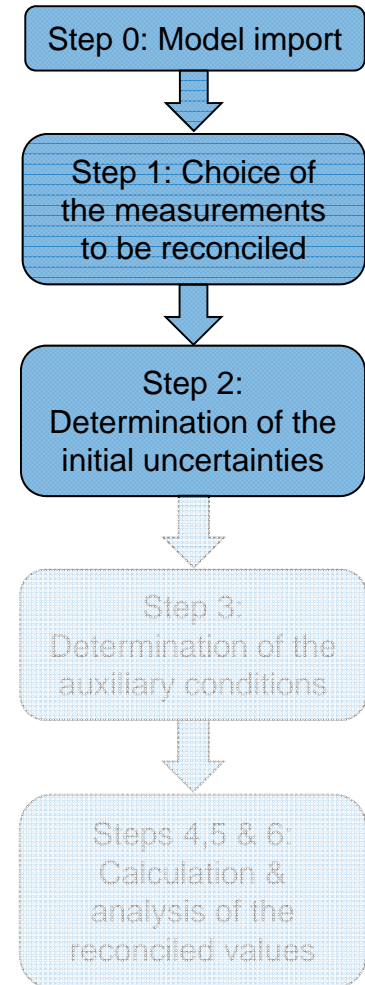 Step 0: Model import
Step 1: Choice of
the measurements
to be reconciled
Step 2:
Determination of the
initial uncertainties
Step 3:
Determination of the
auxiliary conditions
Steps 4,5 & 6:
Calculation &
analysis of the
reconciled values